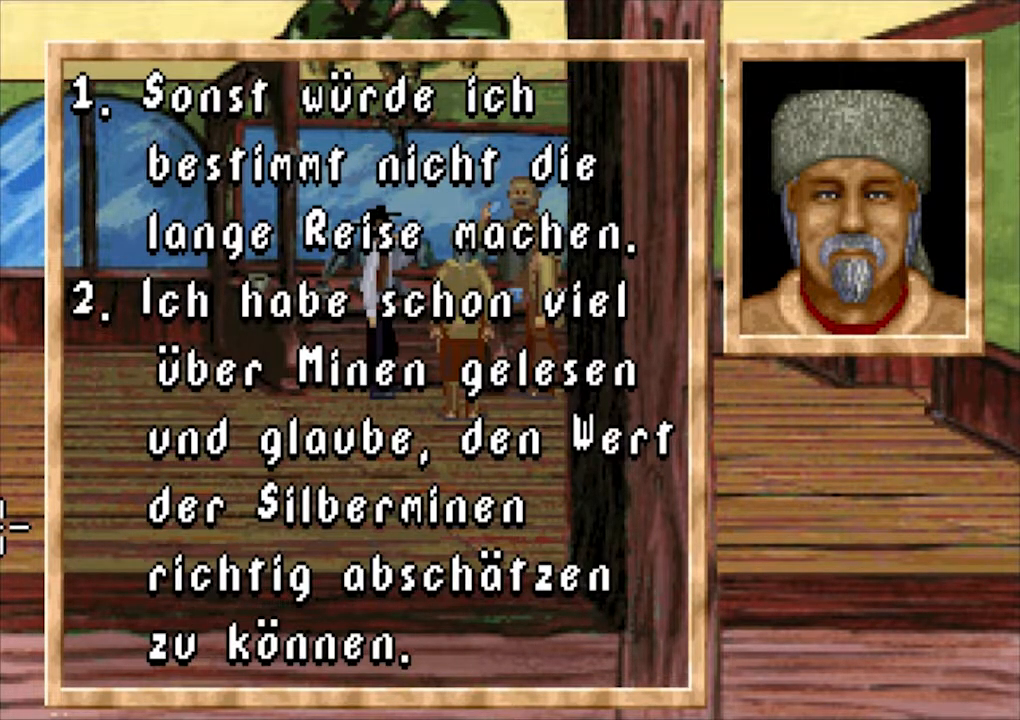 1. Sonst würde ich
bestimmt nicht die
lange Reise machen.
2. Ich habe schon viel
über Minen gelesen
und glaube, den Wert
der Silberminen
richtig abschätzen
zu können.